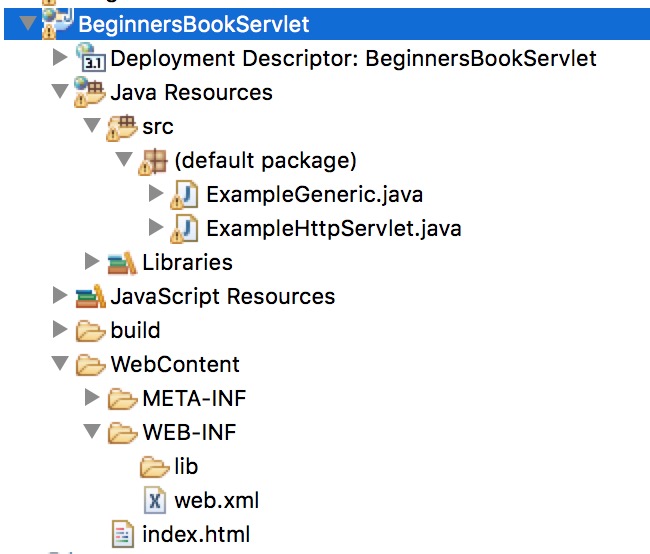 BeginnersBookServlet
3.1 Deployment Descriptor: BeginnersBookServlet
Java Resources
src
(default package)
J ExampleGeneric.java
J ExampleHttpServlet.java
Libraries
JavaScript Resources
build
WebContent
META-INF
WEB-INF
lib
X web.xml
index.html